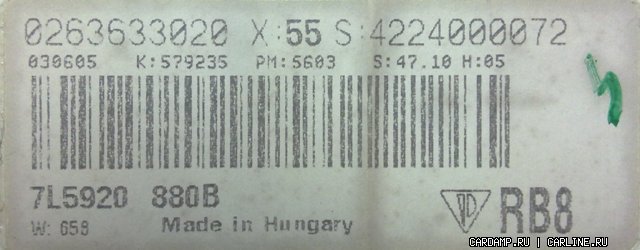 0263633020 X:55 S:4224000072
030605 K:579235 PM:5603 S:47.10 H:05
7L5920 880B
RB8
W: 658 Made in Hungary
CARDAMP.RU | CARLINE.RU